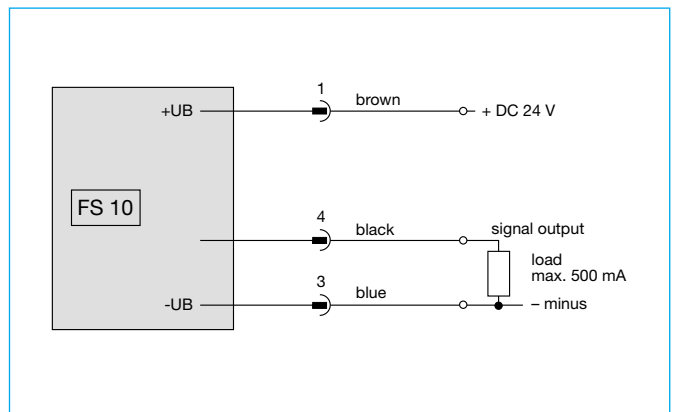 1
+UB
brown
+ DC 24 V
FS 10
4
black
signal output
load
max. 500 mA
3
-UB
blue
– minus